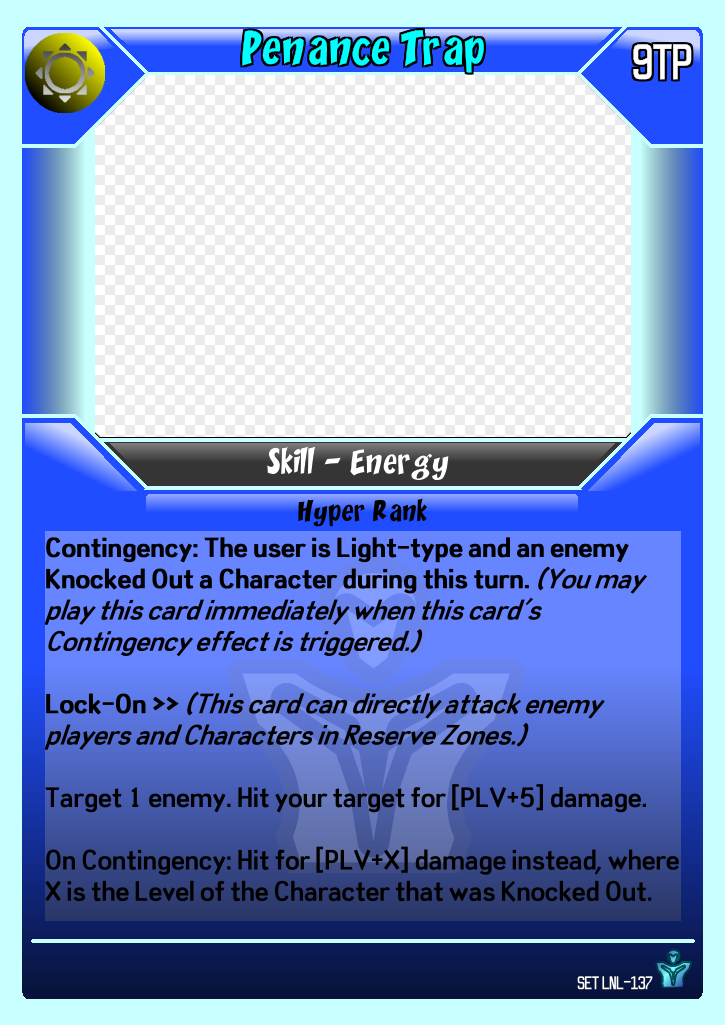 Penance Trap
9TP
Skill - Energy
Hyper Rank
Contingency: The user is Light-type and an enemy
Knocked Out a Character during this turn. (You may
play this card immediately when this card's
Contingency effect is triggered.)
Lock-On >> (This card can directly attack enemy
players and Characters in Reserve Zones.)
Target 1 enemy. Hit your target for [PLV+5] damage.
On Contingency: Hit for [PLV+X] damage instead, where
X is the Level of the Character that was Knocked Out.
SET LNL-137